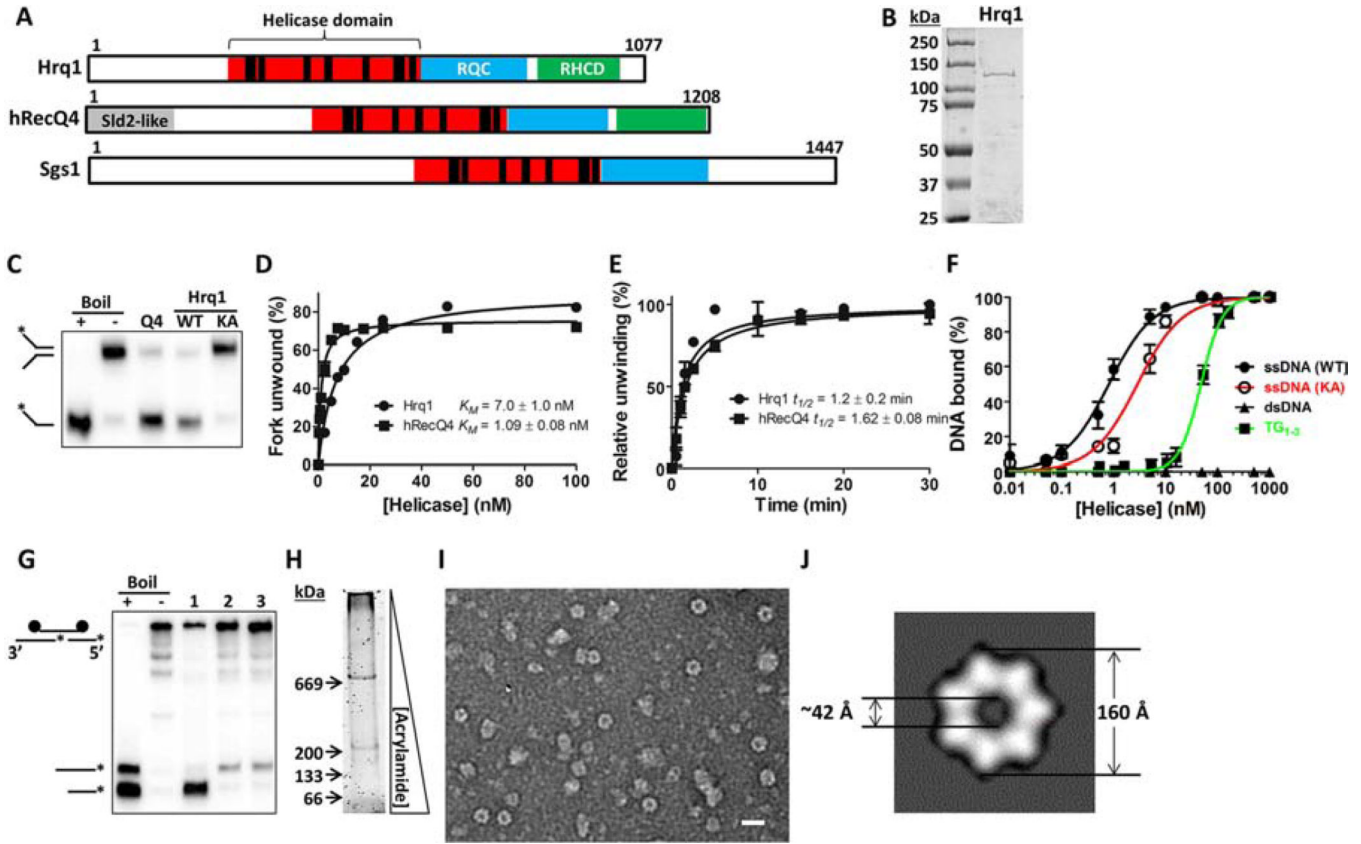 A
Helicase domain
1
1077
Hrq1
RQC
RHCD
1
1208
hRecQ4
Sld2-like
1
1447
Sgs1
B
kDa
Hrq1
250
150
100
75
50
37
25
C
Boil
Hrq1
+
-
Q4
WT
KA
*
*
D
Fork unwound (%)
80
60
40
20
0
0
20
40
60
80
100
[Helicase] (nM)
Hrq1 KM = 7.0 ± 1.0 nM
hRecQ4 KM = 1.09 ± 0.08 nM
E
Relative unwinding (%)
100
50
0
0
10
20
30
Time (min)
Hrq1 t1/2 = 1.2 ± 0.2 min
hRecQ4 t1/2 = 1.62 ± 0.08 min
F
DNA bound (%)
100
80
60
40
20
0
0.01
0.1
1
10
100
1000
[Helicase] (nM)
ssDNA (WT)
ssDNA (KA)
dsDNA
TG1-3
G
Boil
+
-
1
2
3
*
*
3'
5'
*
*
H
kDa
669
200
133
66
[Acrylamide]
I
J
~42 Å
160 Å